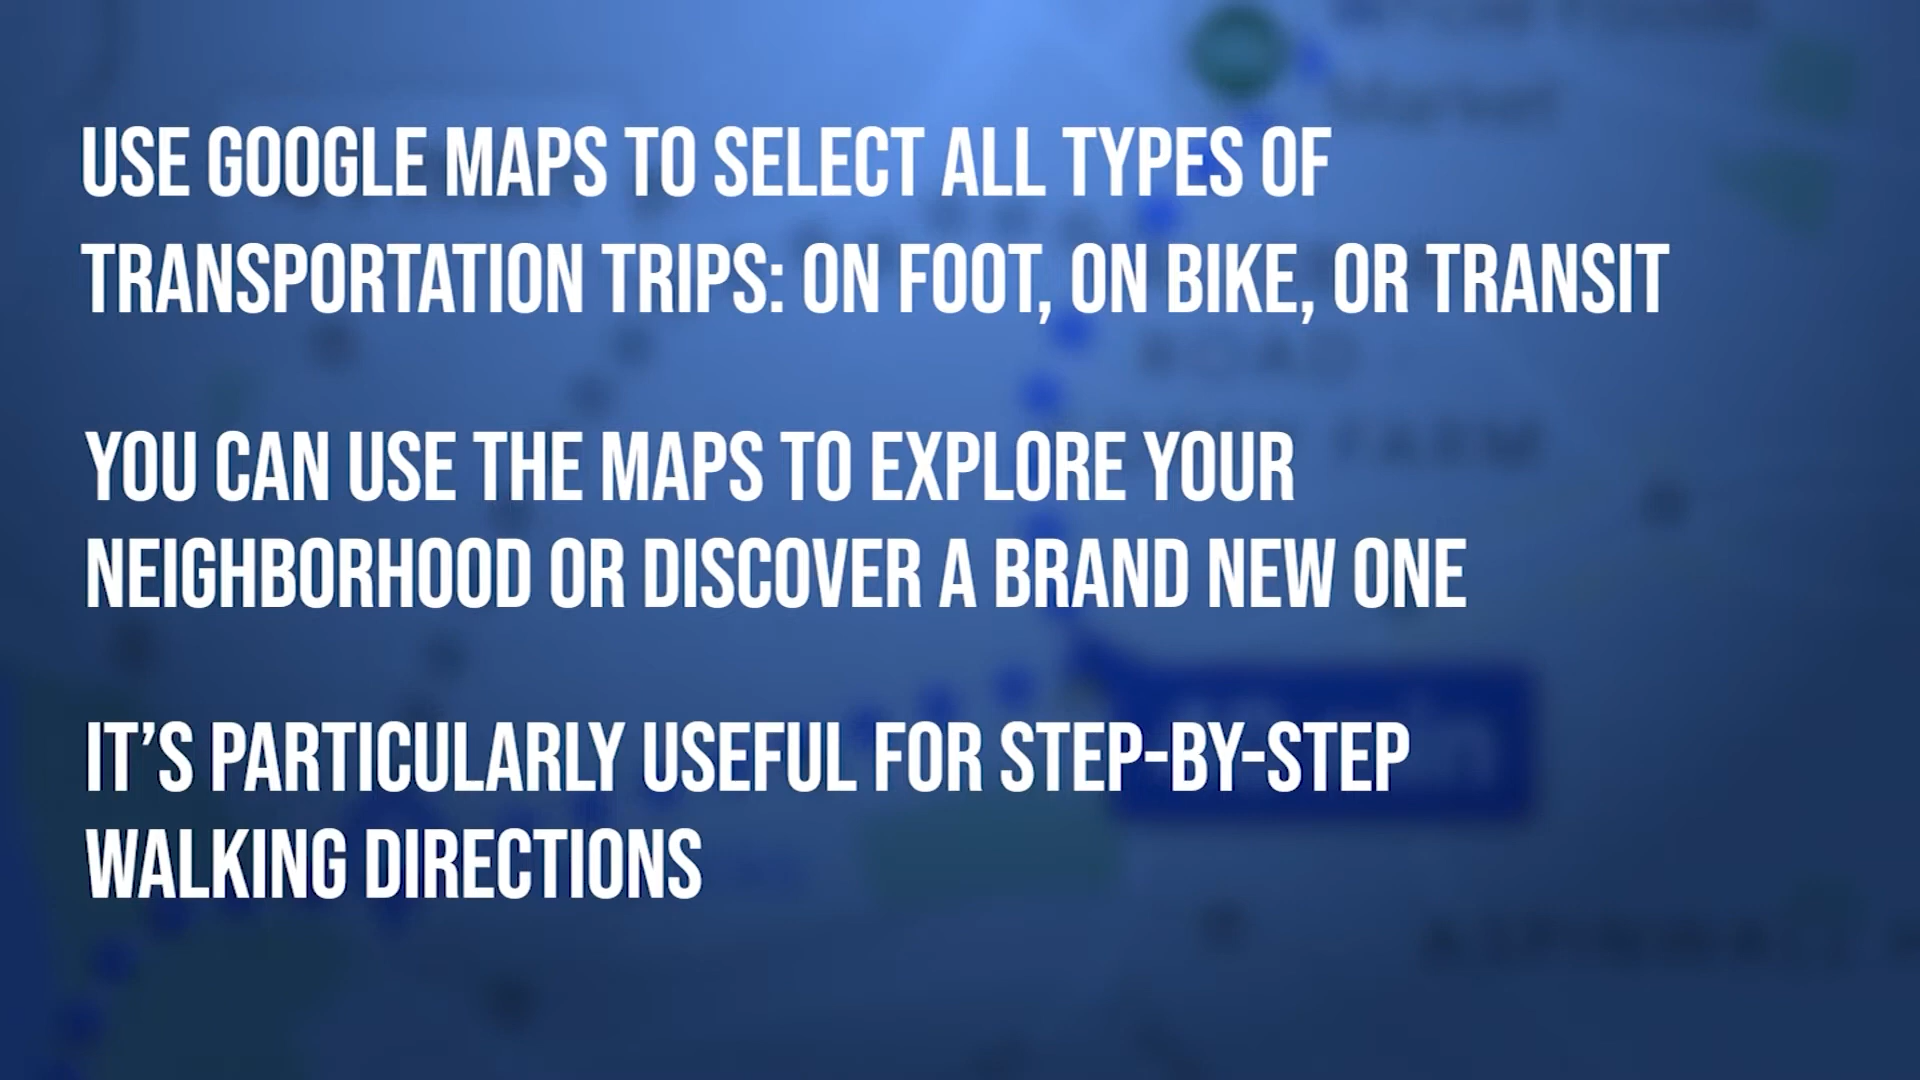 USE GOOGLE MAPS TO SELECT ALL TYPES OF
TRANSPORTATION TRIPS: ON FOOT, ON BIKE, OR TRANSIT
YOU CAN USE THE MAPS TO EXPLORE YOUR
NEIGHBORHOOD OR DISCOVER A BRAND NEW ONE
IT’S PARTICULARLY USEFUL FOR STEP-BY-STEP
WALKING DIRECTIONS